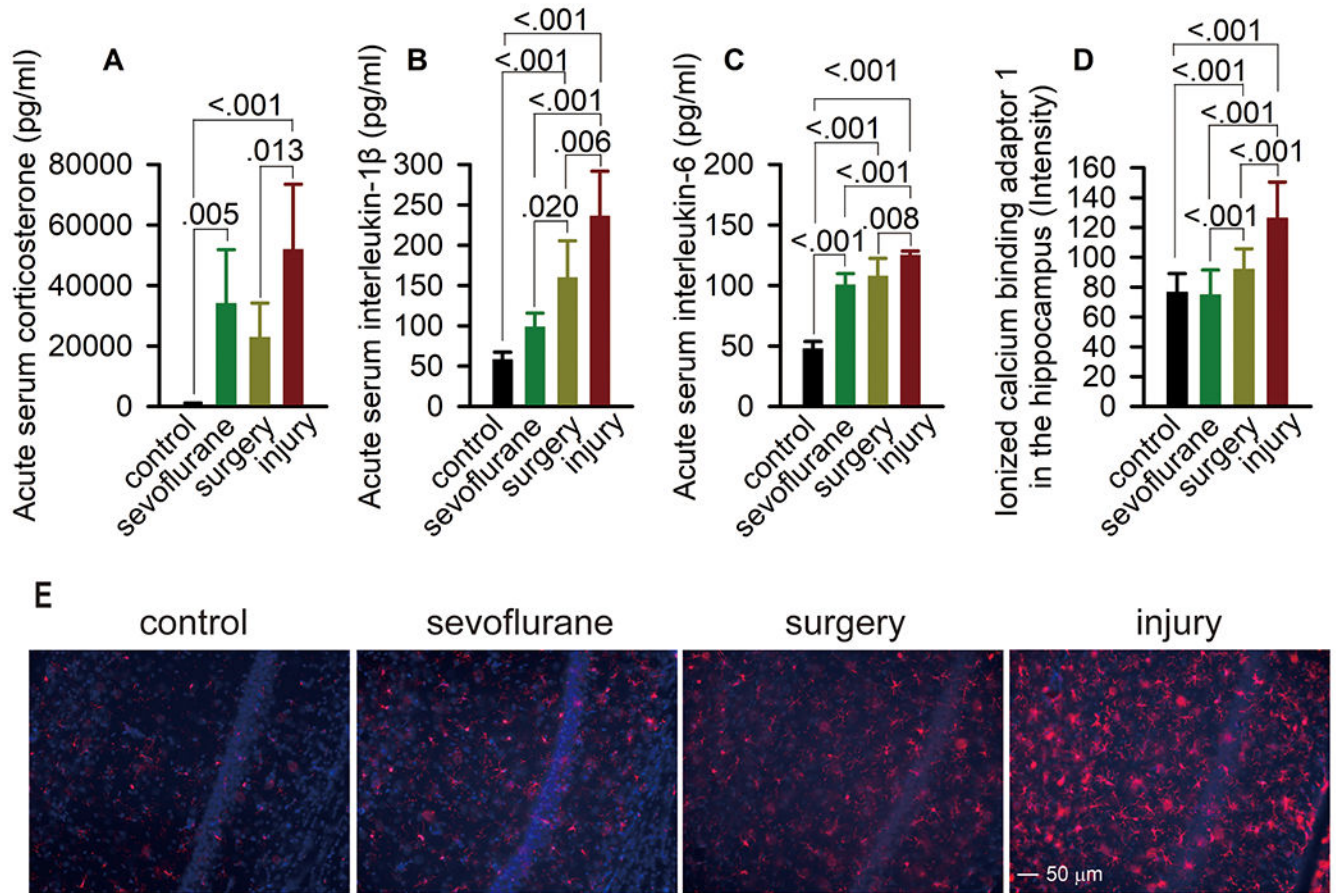 A
Acute serum corticosterone (pg/ml)
80000
60000
40000
20000
0
<.001
.013
.005
control
sevoflurane
surgery
injury
B
Acute serum interleukin-1β (pg/ml)
300
250
200
150
100
50
0
<.001
<.001
<.001
.006
.020
control
sevoflurane
surgery
injury
C
Acute serum interleukin-6 (pg/ml)
200
150
100
50
0
<.001
<.001
<.001
.008
<.001
control
sevoflurane
surgery
injury
D
Ionized calcium binding adaptor 1
in the hippocampus (Intensity)
160
140
120
100
80
60
40
20
0
<.001
<.001
<.001
<.001
<.001
control
sevoflurane
surgery
injury
E
control
sevoflurane
surgery
injury
50 μm